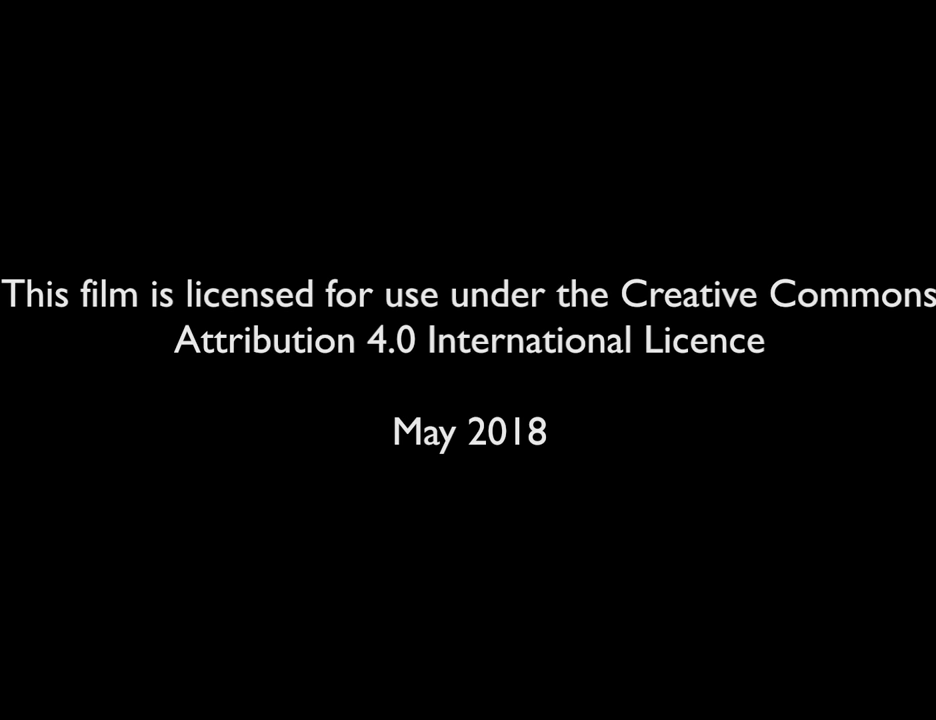 This film is licensed for use under the Creative Commons
Attribution 4.0 International Licence
May 2018